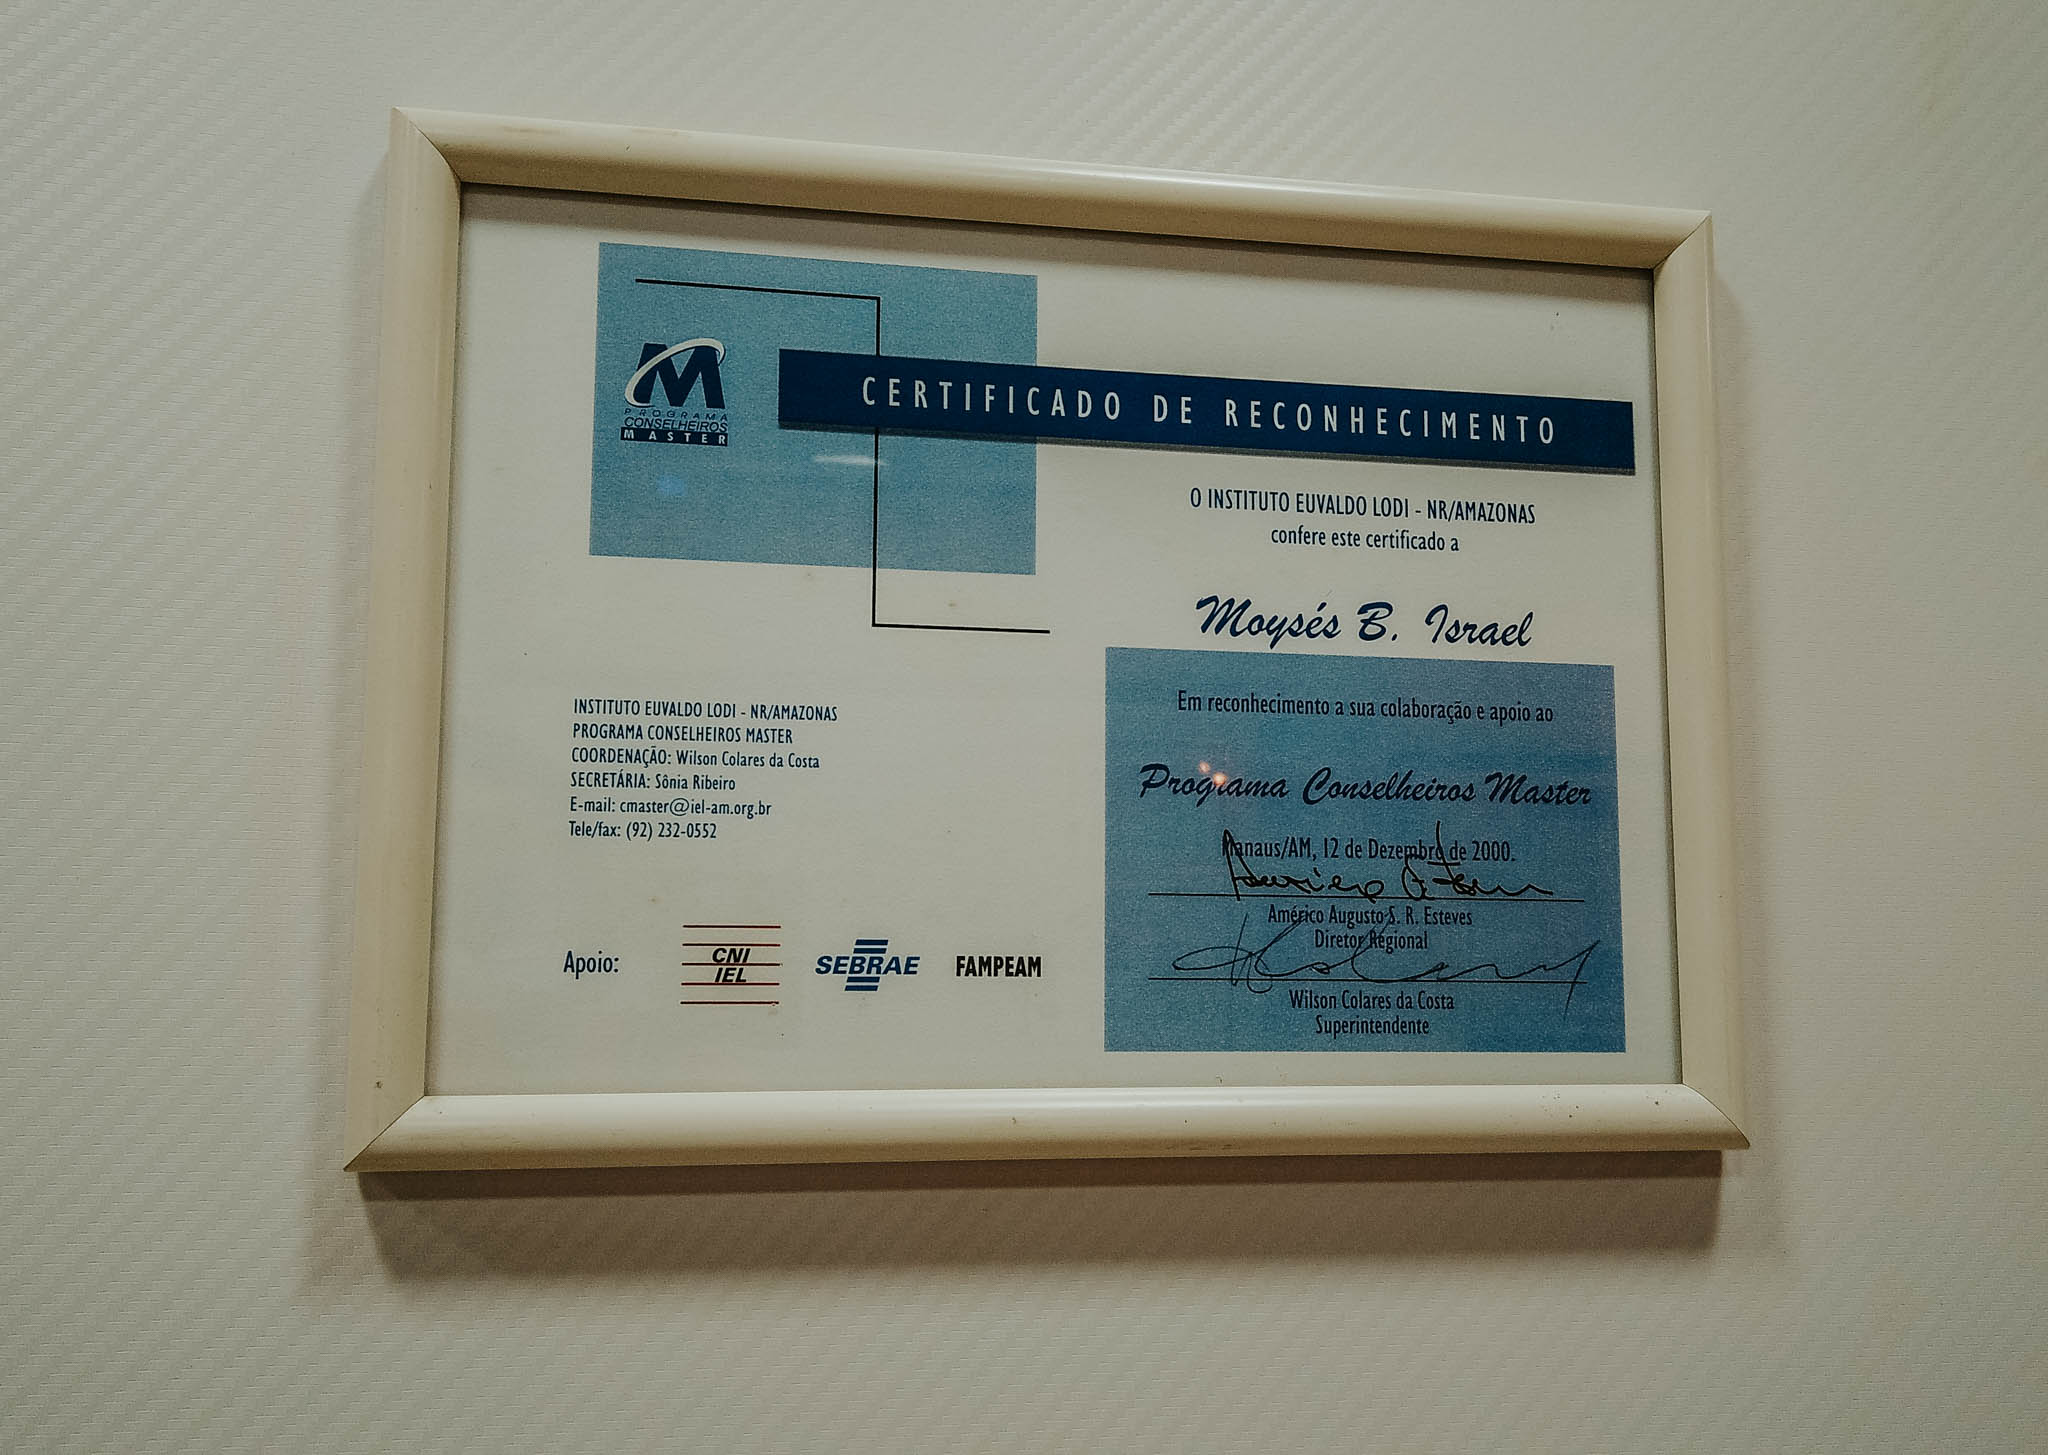 PROGRAMA
CONSELHEIROS
MASTER
CERTIFICADO DE RECONHECIMENTO
O INSTITUTO EUVALDO LODI - NR/AMAZONAS
confere este certificado a
Moysés B. Israel
Em reconhecimento a sua colaboração e apoio ao
Programa Conselheiros Master
Manaus/AM, 12 de Dezembro de 2000.
Américo Augusto S. R. Esteves
Diretor Regional
Wilson Colares da Costa
Superintendente
INSTITUTO EUVALDO LODI - NR/AMAZONAS
PROGRAMA CONSELHEIROS MASTER
COORDENAÇÃO: Wilson Colares da Costa
SECRETÁRIA: Sônia Ribeiro
E-mail: cmaster@iel-am.org.br
Tele/fax: (92) 232-0552
Apoio:
CNI
IEL
SEBRAE
FAMPEAM